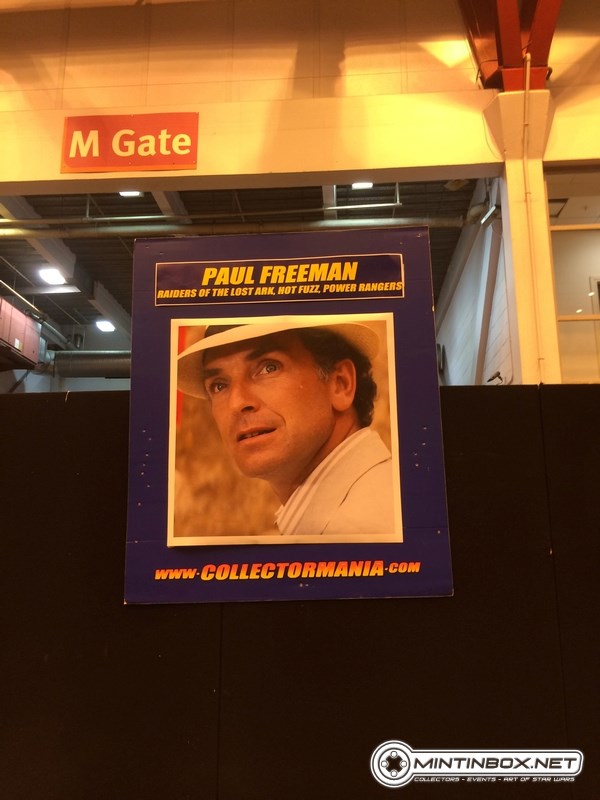 M Gate
PAUL FREEMAN
RAIDERS OF THE LOST ARK, HOT FUZZ, POWER RANGERS
WWW.COLLECTORMANIA.COM
MINTINBOX.NET
COLLECTORS - EVENTS - ART OF STAR WARS